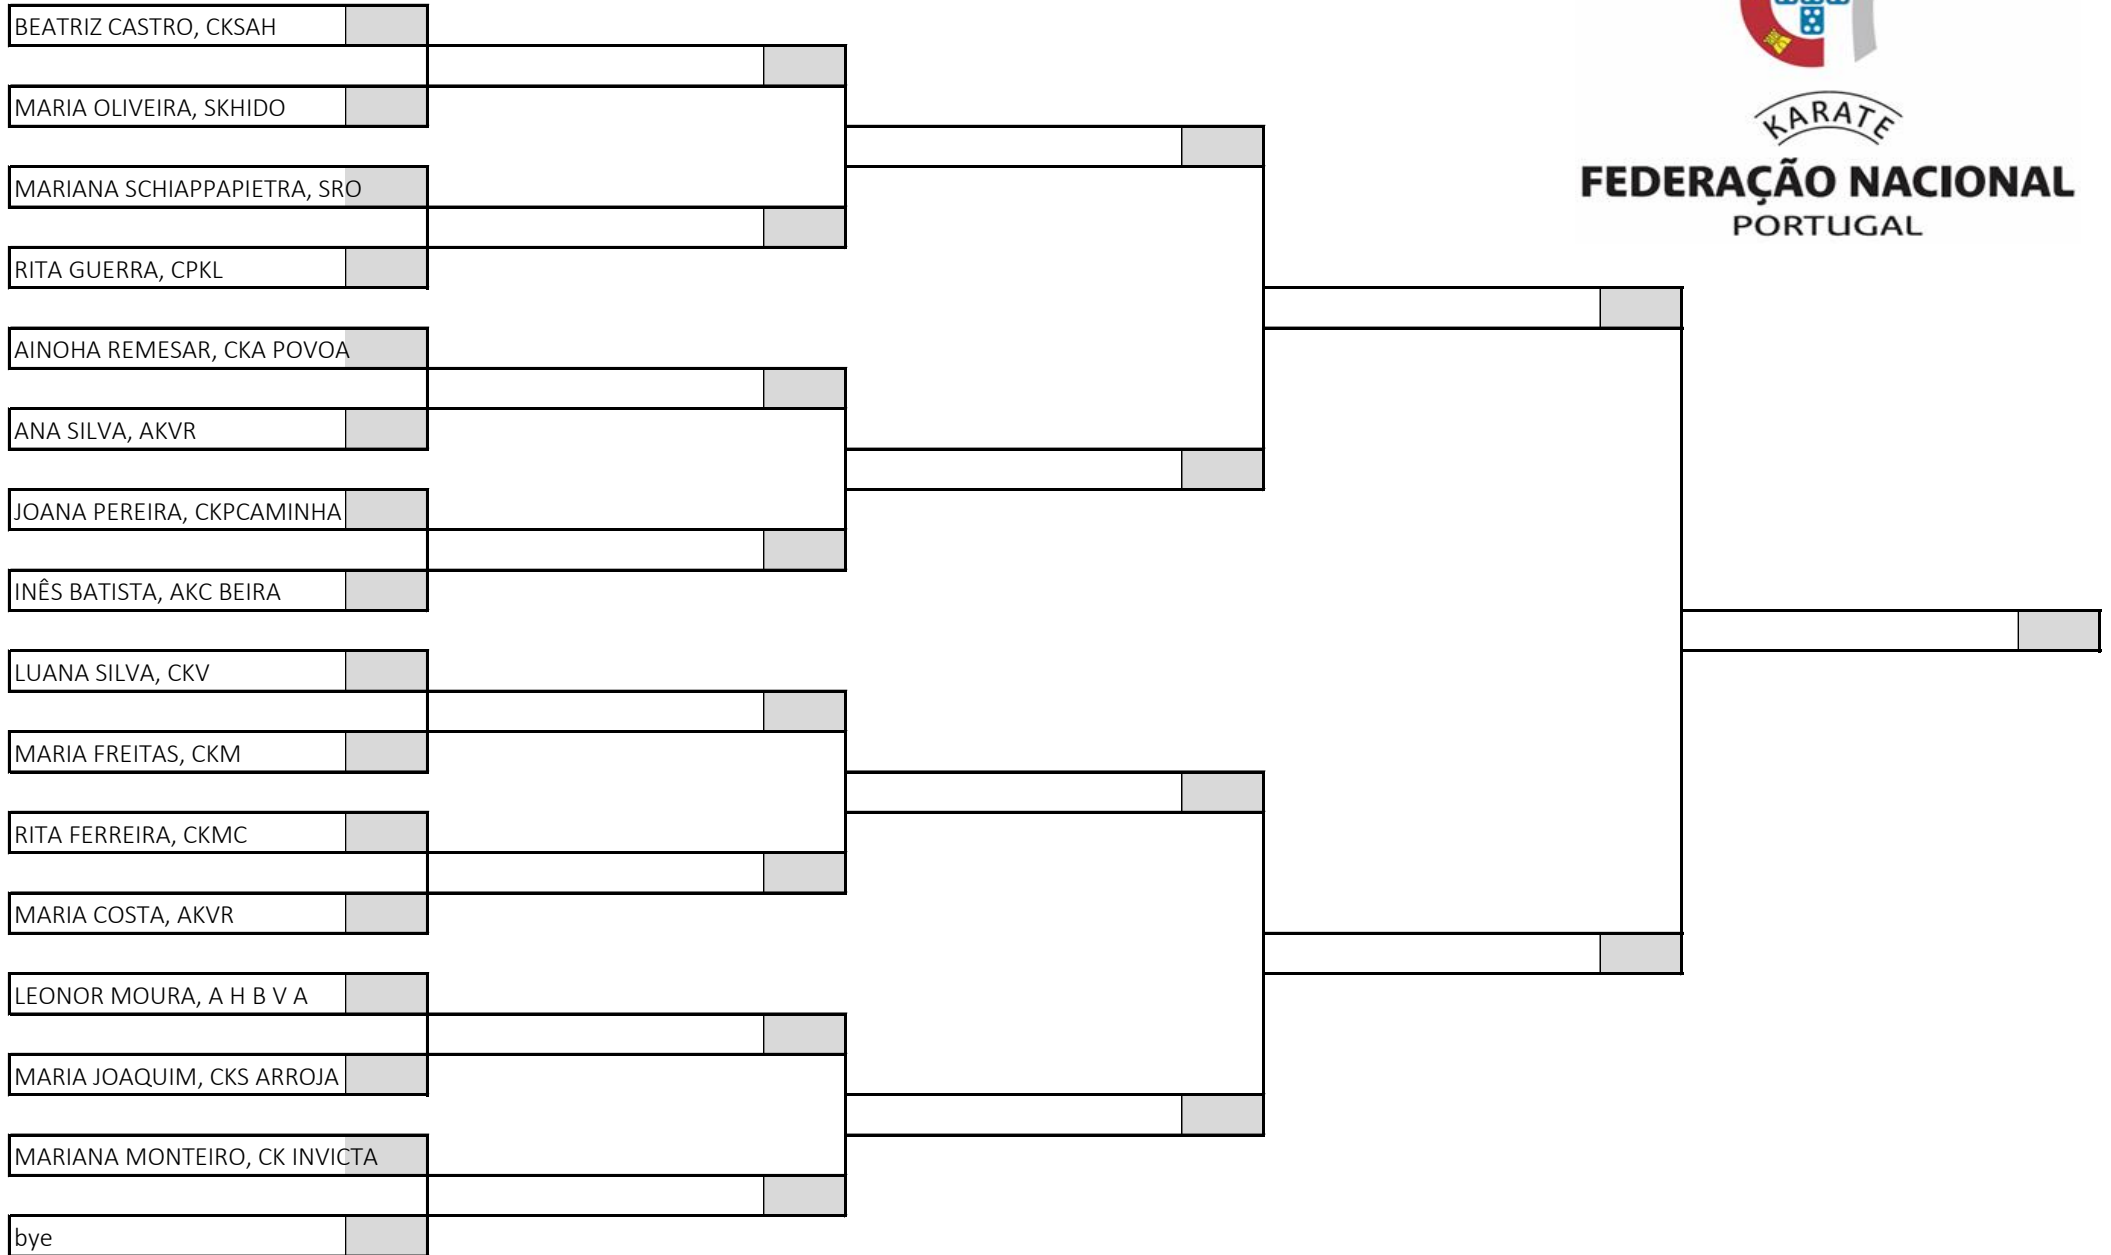 BEATRIZ CASTRO, CKSAH
MARIA OLIVEIRA, SKHIDO
KARATE
FEDERAÇÃO NACIONAL
PORTUGAL
MARIANA SCHIAPPAPIETRA, SRO
RITA GUERRA, CPKL
AINOHA REMESAR, CKA POVOA
ANA SILVA, AKVR
JOANA PEREIRA, CKPCAMINHA
INÊS BATISTA, AKC BEIRA
LUANA SILVA, CKV
MARIA FREITAS, CKM
RITA FERREIRA, CKMC
MARIA COSTA, AKVR
LEONOR MOURA, A H B V A
MARIA JOAQUIM, CKS ARROJA
MARIANA MONTEIRO, CK INVICTA
bye